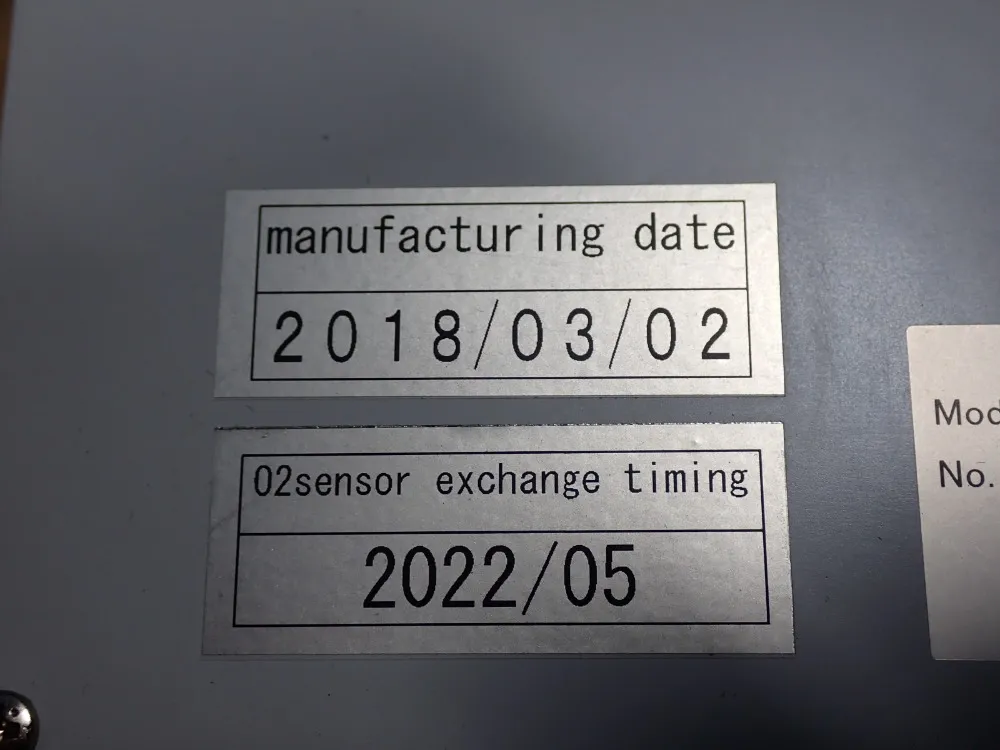 manufacturing date
2018/03/02
O2sensor exchange timing
2022/05
No.